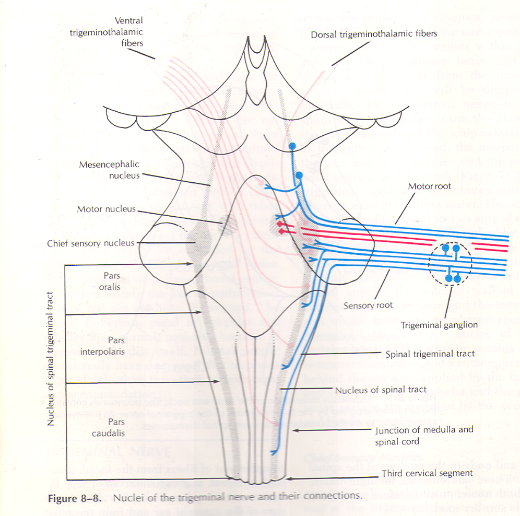 Ventral
trigeminothalamic
fibers
Dorsal trigeminothalamic fibers
Mesencephalic
nucleus
Motor nucleus
Chief sensory nucleus
Motor root
Pars
oralis
Sensory root
Trigeminal ganglion
Nucleus of spinal trigeminal tract
Pars
interpolaris
Spinal trigeminal tract
Nucleus of spinal tract
Pars
caudalis
Junction of medulla and
spinal cord
Third cervical segment
Figure 8–8. Nuclei of the trigeminal nerve and their connections.